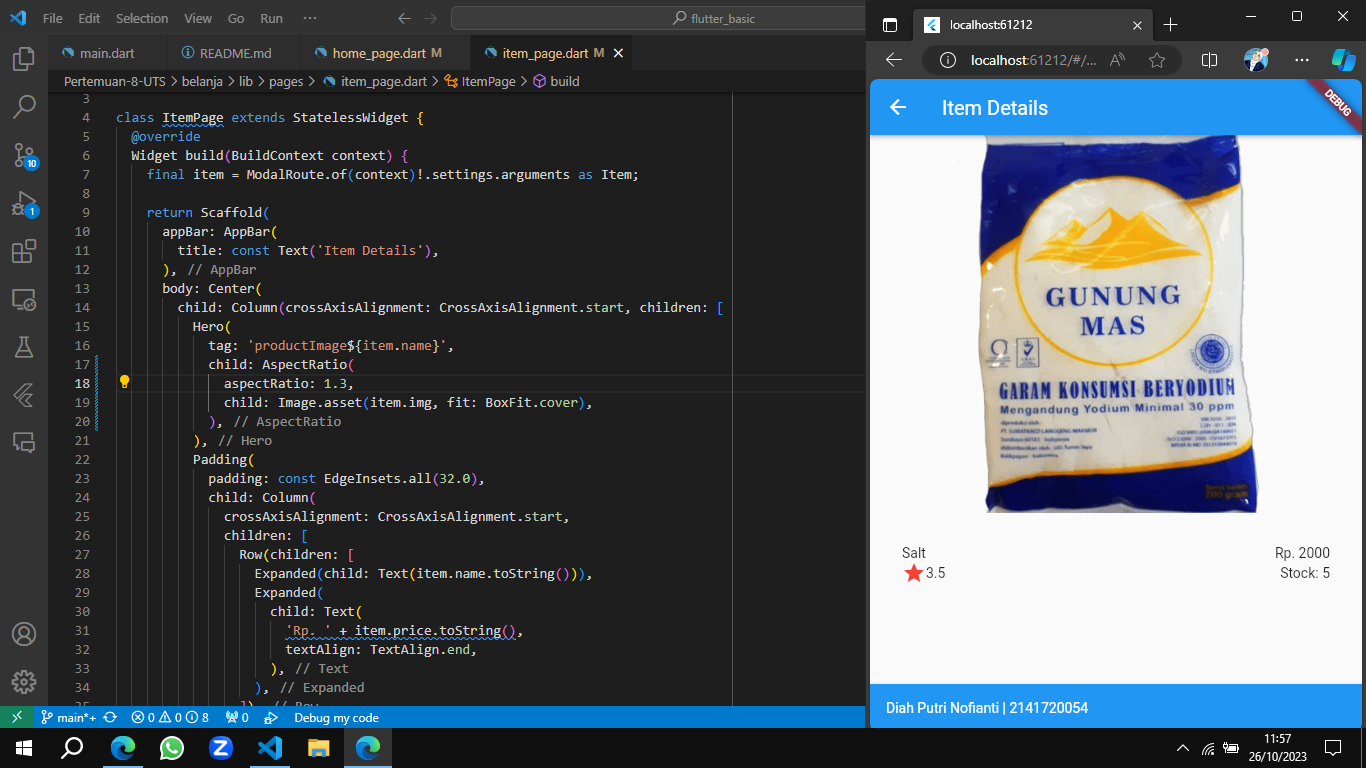 File Edit Selection View Go Run ···
flutter_basic
main.dart
README.md
home_page.dart M
item_page.dart M
Pertemuan-8-UTS > belanja > lib > pages > item_page.dart > ItemPage > build
3
4 class ItemPage extends StatelessWidget {
5 @override
6 Widget build(BuildContext context) {
7 final item = ModalRoute.of(context)!.settings.arguments as Item;
8
9 return Scaffold(
10 appBar: AppBar(
11 title: const Text('Item Details'),
12 ), // AppBar
13 body: Center(
14 child: Column(crossAxisAlignment: CrossAxisAlignment.start, children: [
15 Hero(
16 tag: 'productImage${item.name}',
17 child: AspectRatio(
18 aspectRatio: 1.3,
19 child: Image.asset(item.img, fit: BoxFit.cover),
20 ), // AspectRatio
21 ), // Hero
22 Padding(
23 padding: const EdgeInsets.all(32.0),
24 child: Column(
25 crossAxisAlignment: CrossAxisAlignment.start,
26 children: [
27 Row(children: [
28 Expanded(child: Text(item.name.toString())),
29 Expanded(
30 child: Text(
31 'Rp. ' + item.price.toString(),
32 textAlign: TextAlign.end,
33 ), // Text
34 ), // Expanded
10
1
main*+
0 0 8
0
Debug my code
localhost:61212
localhost:61212/#/...
Item Details
DEBUG
GUNUNG
MAS
GARAM KONSUMSI BERYODIUM
Mengandung Yodium Minimal 30 ppm
200 gram
Salt
Rp. 2000
3.5
Stock: 5
Diah Putri Nofianti | 2141720054
11:57
26/10/2023